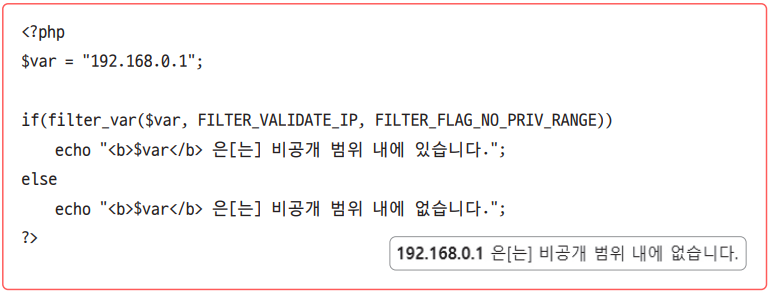 <?php
$var = "192.168.0.1";
if(filter_var($var, FILTER_VALIDATE_IP, FILTER_FLAG_NO_PRIV_RANGE))
echo "<b>$var</b> 은[는] 비공개 범위 내에 있습니다.";
else
echo "<b>$var</b> 은[는] 비공개 범위 내에 없습니다.";
?>
192.168.0.1 은[는] 비공개 범위 내에 없습니다.